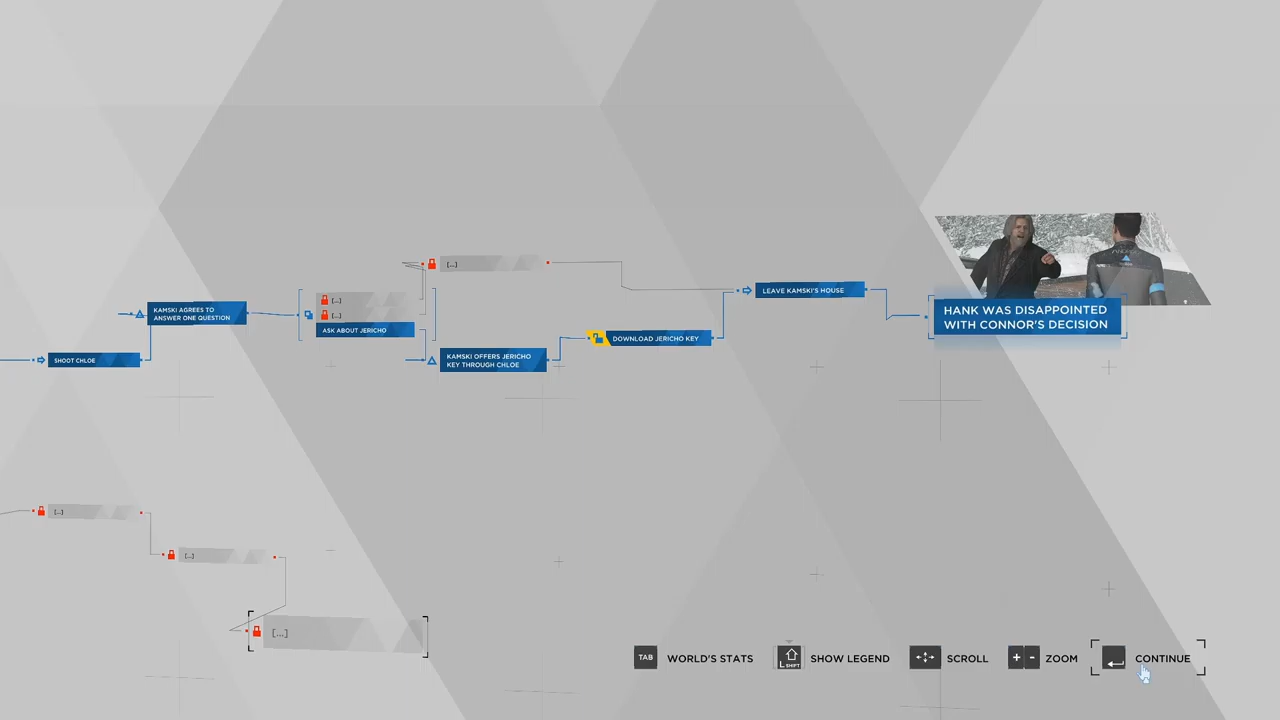 [...]
KAMSKI AGREES TO
ANSWER ONE QUESTION
[...]
[...]
ASK ABOUT JERICHO
SHOOT CHLOE
KAMSKI OFFERS JERICHO
KEY THROUGH CHLOE
DOWNLOAD JERICHO KEY
LEAVE KAMSKI'S HOUSE
HANK WAS DISAPPOINTED
WITH CONNOR'S DECISION
[...]
[...]
[...]
TAB WORLD'S STATS
L SHIFT SHOW LEGEND
SCROLL
+ - ZOOM
CONTINUE